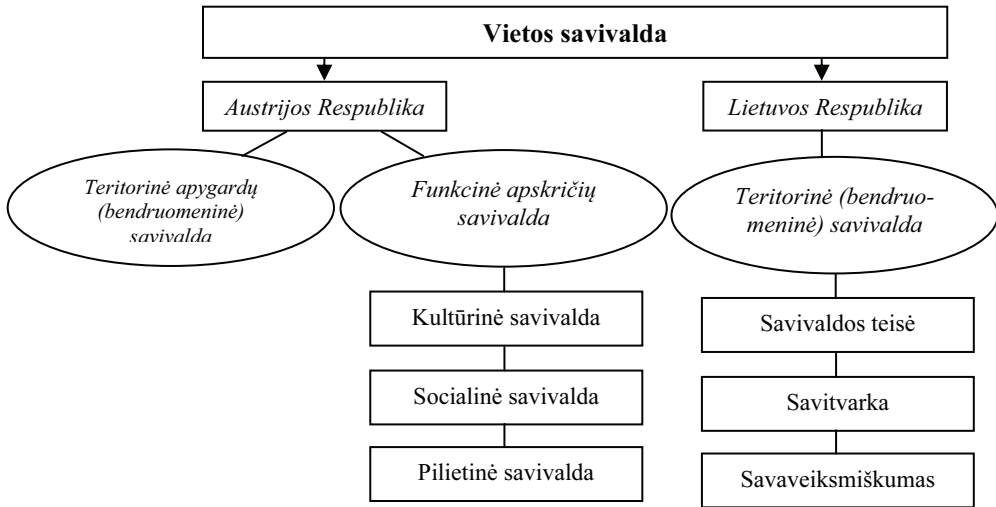 Vietos savivalda
Austrijos Respublika
Lietuvos Respublika
Teritorinė apygardų
(bendruomeninė)
savivalda
Funkcinė apskričių
savivalda
Teritorinė (bendruo-
meninė) savivalda
Kultūrinė savivalda
Socialinė savivalda
Pilietinė savivalda
Savivaldos teisė
Savitvarka
Savaveiksmiškumas